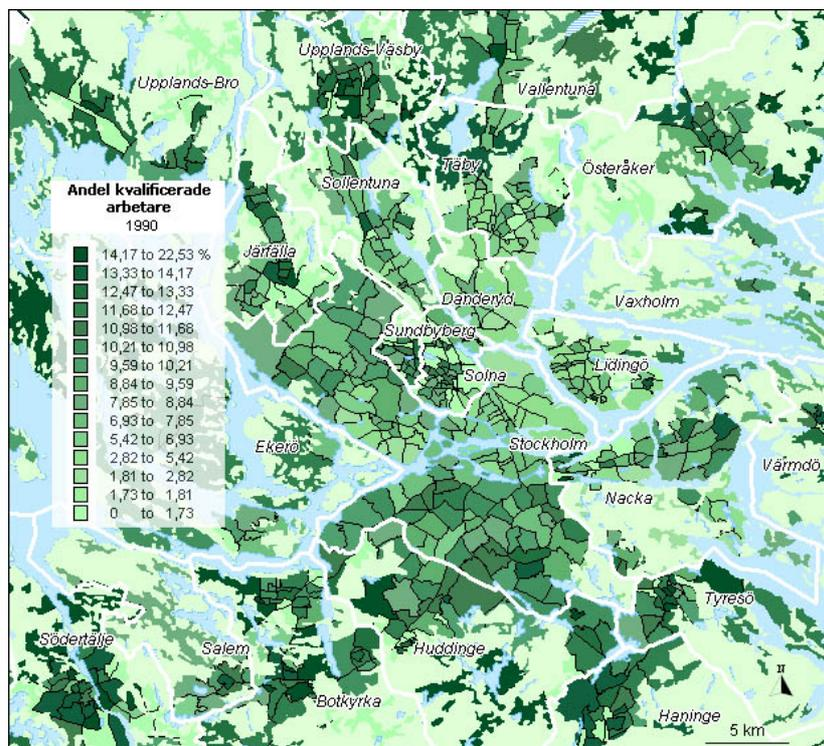 Upplands-Väsby
Upplands-Bro
Vallentuna
Täby
Österåker
Sollentuna
Andel kvalificerade
arbetare
1990
14,17 to 22,53 %
13,33 to 14,17
12,47 to 13,33
11,68 to 12,47
10,98 to 11,68
10,21 to 10,98
9,59 to 10,21
8,84 to 9,59
7,85 to 8,84
6,93 to 7,85
5,42 to 6,93
2,82 to 5,42
1,81 to 2,82
1,73 to 1,81
0 to 1,73
Järfälla
Danderyd
Vaxholm
Sundbyberg
Solna
Lidingö
Ekerö
Stockholm
Värmdö
Nacka
Tyresö
Södertälje
Salem
Huddinge
Botkyrka
N
Haninge
5 km